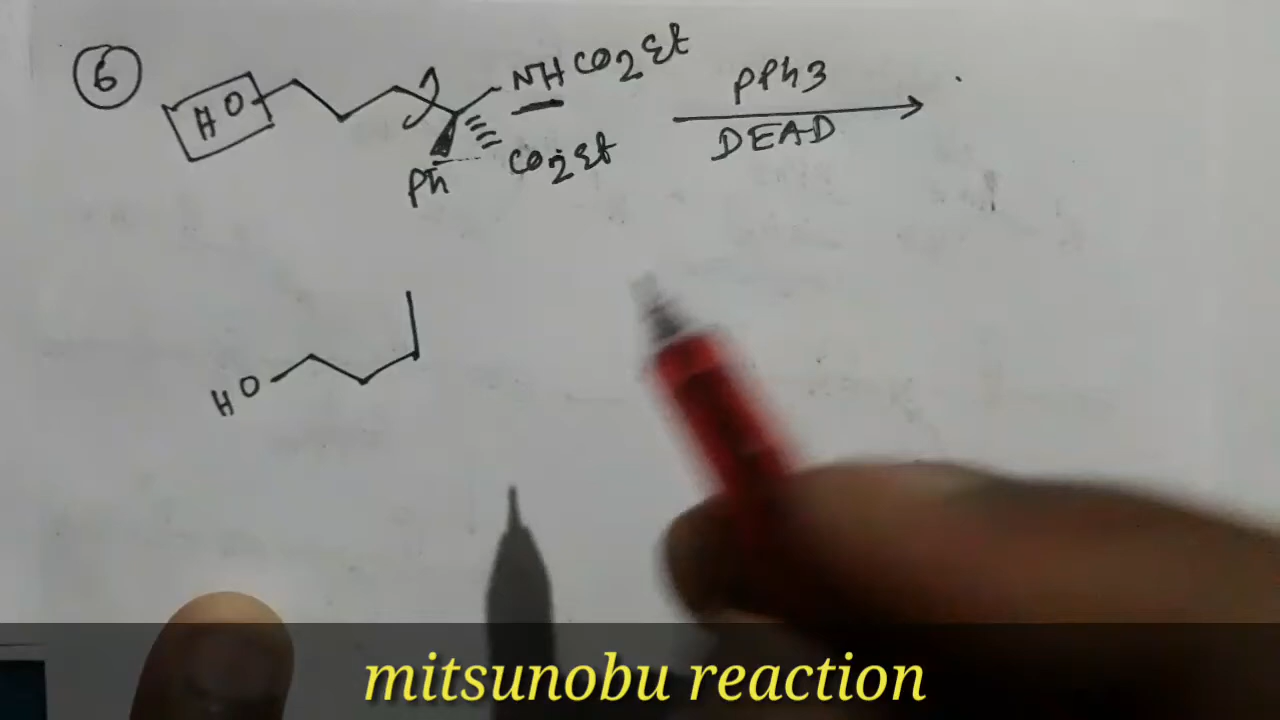 6
HO NHCO2Et
Ph CO2Et
PPh3
DEAD
HO
mitsunobu reaction